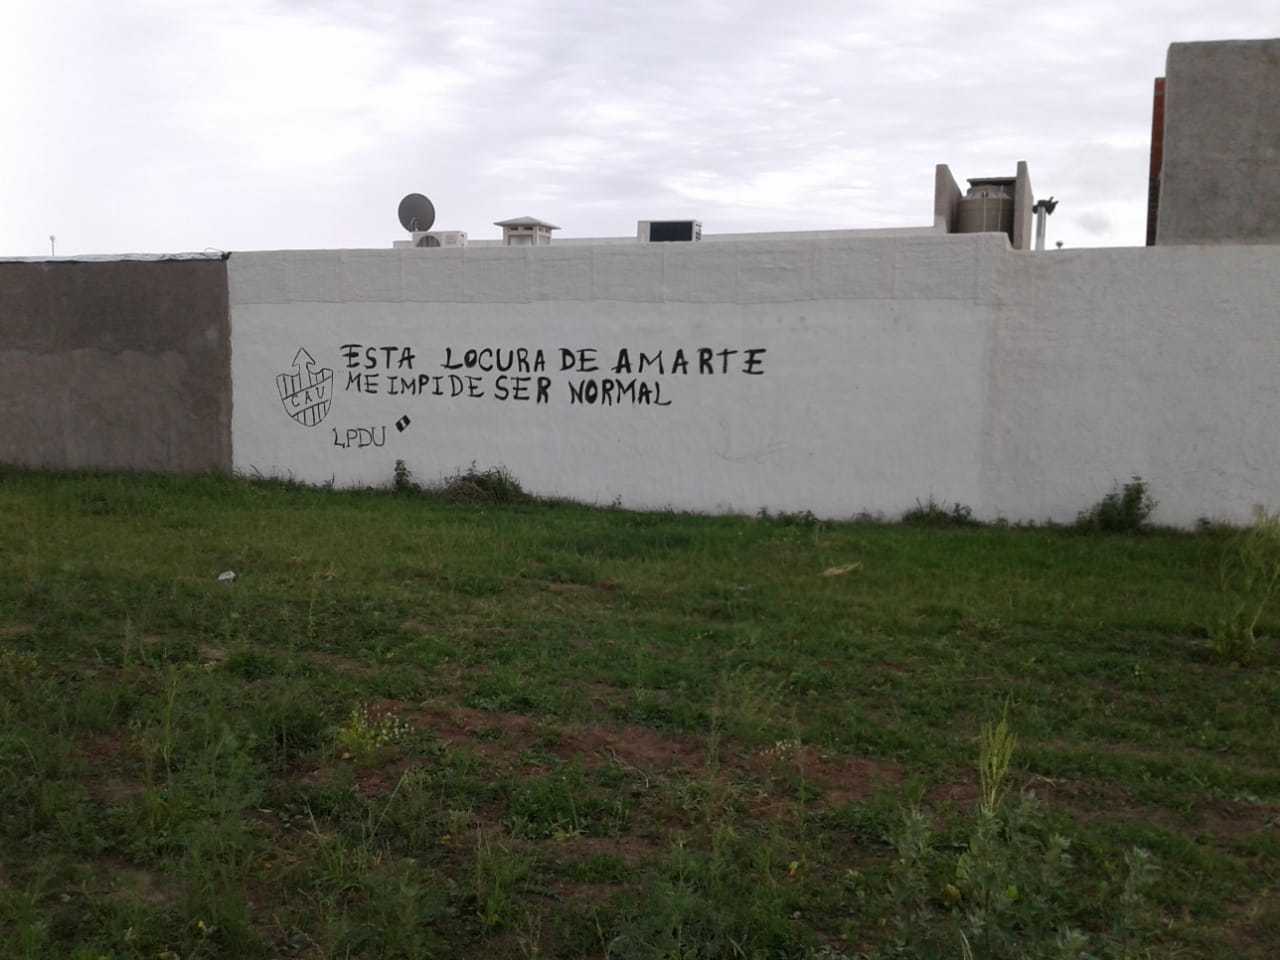 ESTA LOCURA DE AMARTE
ME IMPIDE SER NORMAL
CAU
LPDU